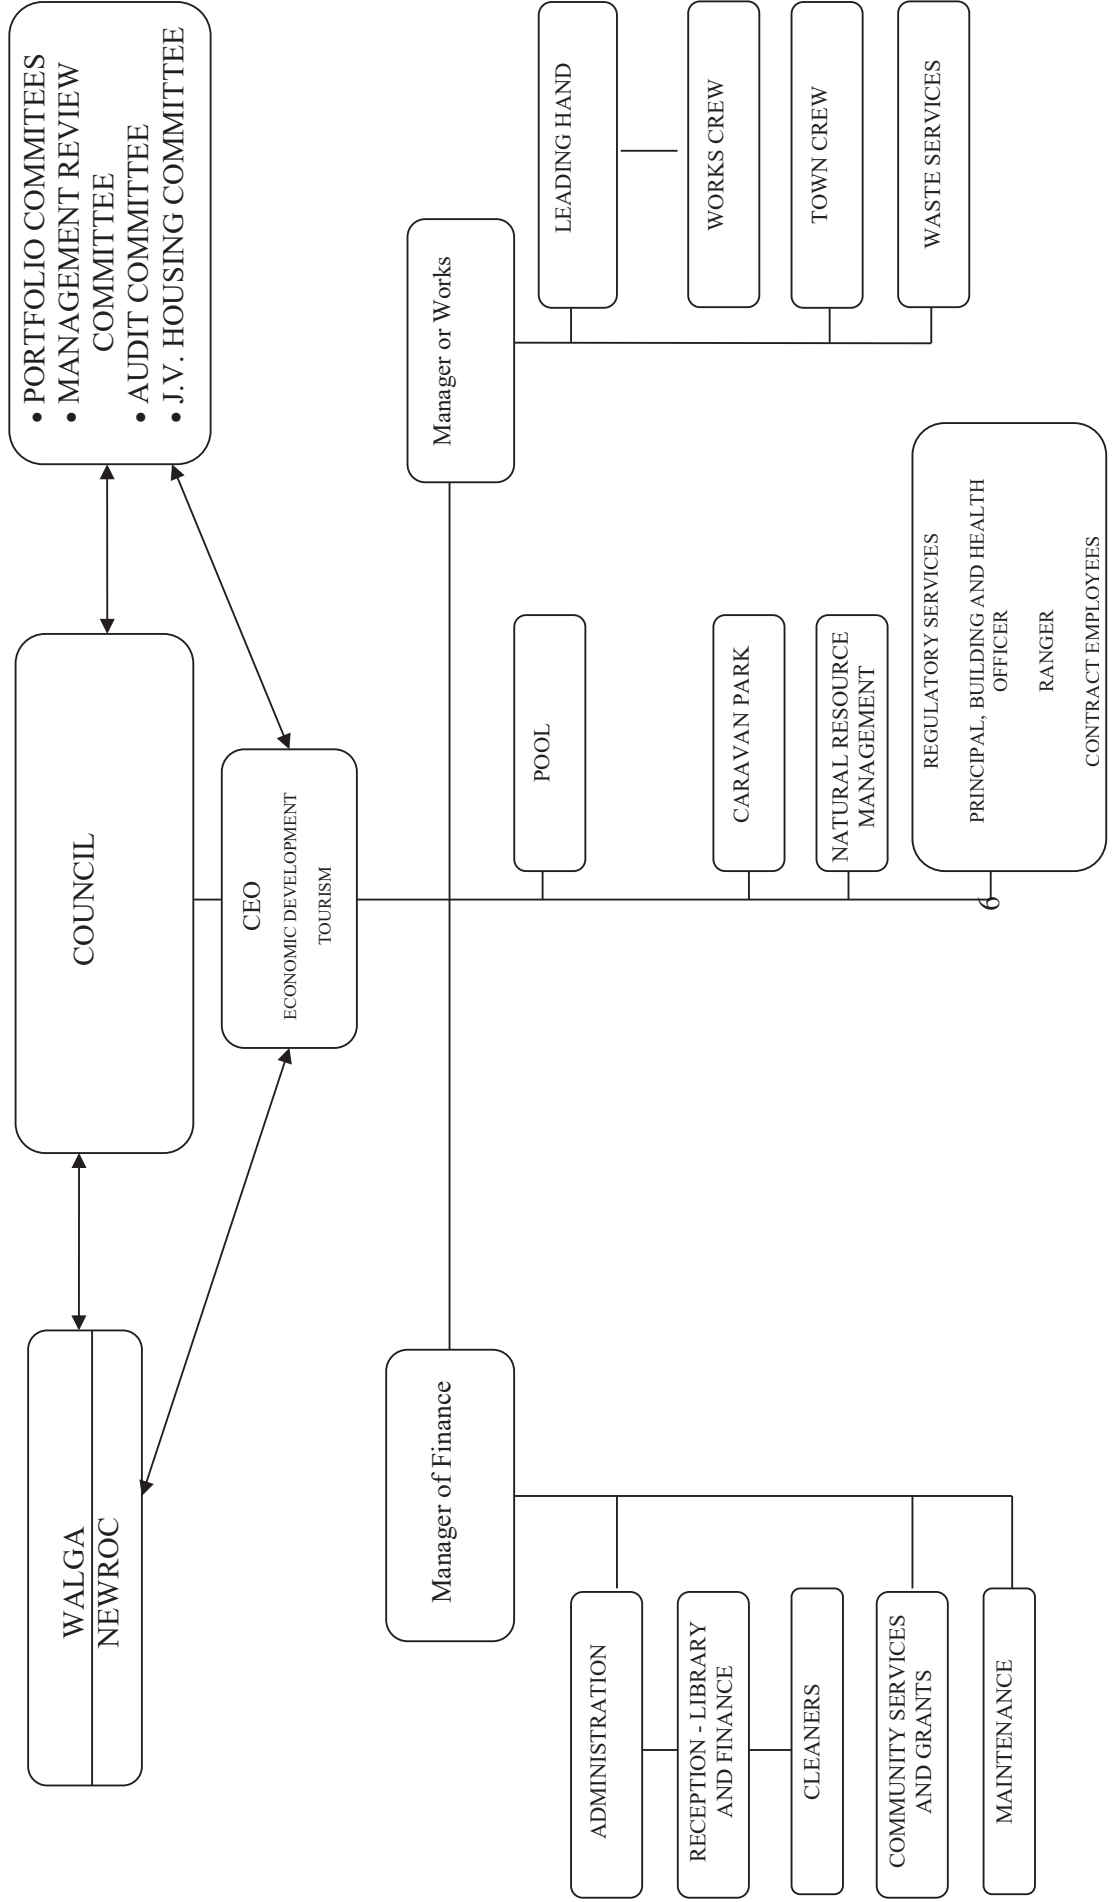 WALGA
NEWROC
COUNCIL
• PORTFOLIO COMMITEES
• MANAGEMENT REVIEW
COMMITTEE
• AUDIT COMMITTEE
• J.V. HOUSING COMMITTEE
CEO
ECONOMIC DEVELOPMENT
TOURISM
Manager of Finance
Manager or Works
ADMINISTRATION
RECEPTION - LIBRARY
AND FINANCE
CLEANERS
COMMUNITY SERVICES
AND GRANTS
MAINTENANCE
POOL
CARAVAN PARK
NATURAL RESOURCE
MANAGEMENT
REGULATORY SERVICES
PRINCIPAL, BUILDING AND HEALTH
OFFICER
RANGER
CONTRACT EMPLOYEES
6
LEADING HAND
WORKS CREW
TOWN CREW
WASTE SERVICES